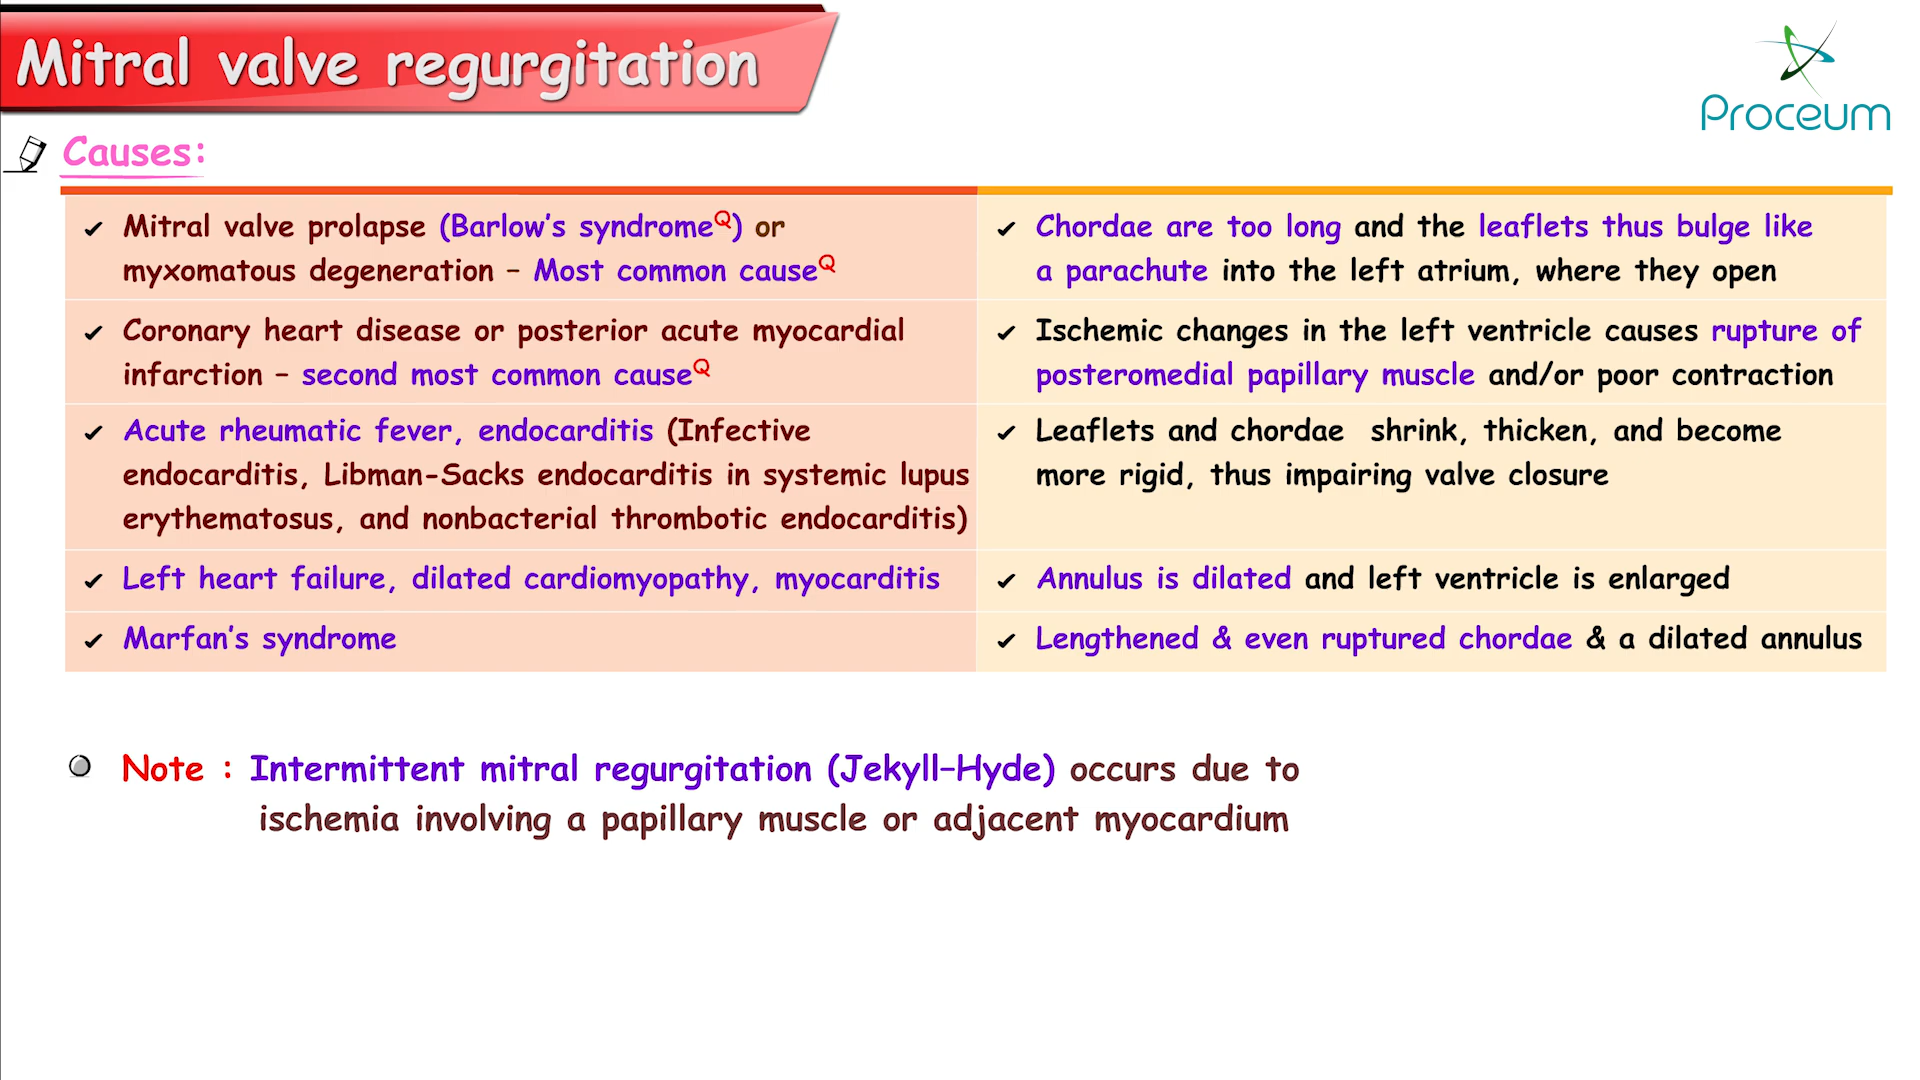 Mitral valve regurgitation
Proceum
Causes:
✔ Mitral valve prolapse (Barlow's syndromeQ) or
myxomatous degeneration – Most common causeQ
✔ Chordae are too long and the leaflets thus bulge like
a parachute into the left atrium, where they open
✔ Coronary heart disease or posterior acute myocardial
infarction – second most common causeQ
✔ Ischemic changes in the left ventricle causes rupture of
posteromedial papillary muscle and/or poor contraction
✔ Acute rheumatic fever, endocarditis (Infective
endocarditis, Libman-Sacks endocarditis in systemic lupus
erythematosus, and nonbacterial thrombotic endocarditis)
✔ Leaflets and chordae shrink, thicken, and become
more rigid, thus impairing valve closure
✔ Left heart failure, dilated cardiomyopathy, myocarditis
✔ Annulus is dilated and left ventricle is enlarged
✔ Marfan's syndrome
✔ Lengthened & even ruptured chordae & a dilated annulus
Note : Intermittent mitral regurgitation (Jekyll–Hyde) occurs due to
ischemia involving a papillary muscle or adjacent myocardium